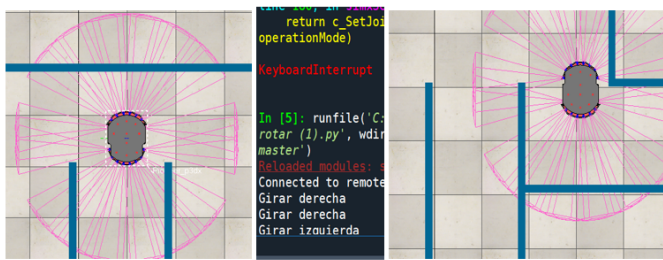 return c_SetJoi
operationMode)
KeyboardInterrupt
In [5]: runfile('C:
rotar (1).py', wdir
master')
Reloaded modules: s
Connected to remote
Girar derecha
Girar derecha
Girar izquierda